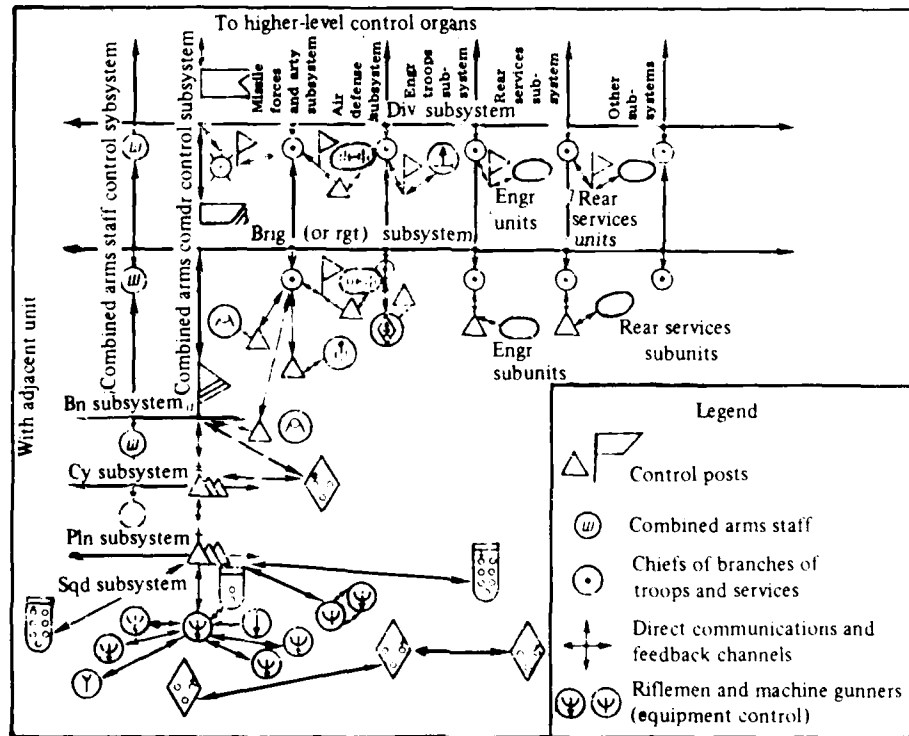 To higher-level control organs
Combined arms staff control sybsystem
Combined arms comdr control subsystem
Missile
forces
and arty
subsystem
Air
defense
subsystem
Engr
troops
sub-
system
Rear
services
sub-
system
Other
sub-
systems
Div subsystem
Engr
units
Rear
services
units
Brig (or rgt) subsystem
Engr
subunits
Rear services
subunits
With adjacent unit
Bn subsystem
Cy subsystem
Pln subsystem
Sqd subsystem
Legend
Control posts
Combined arms staff
Chiefs of branches of
troops and services
Direct communications and
feedback channels
Riflemen and machine gunners
(equipment control)